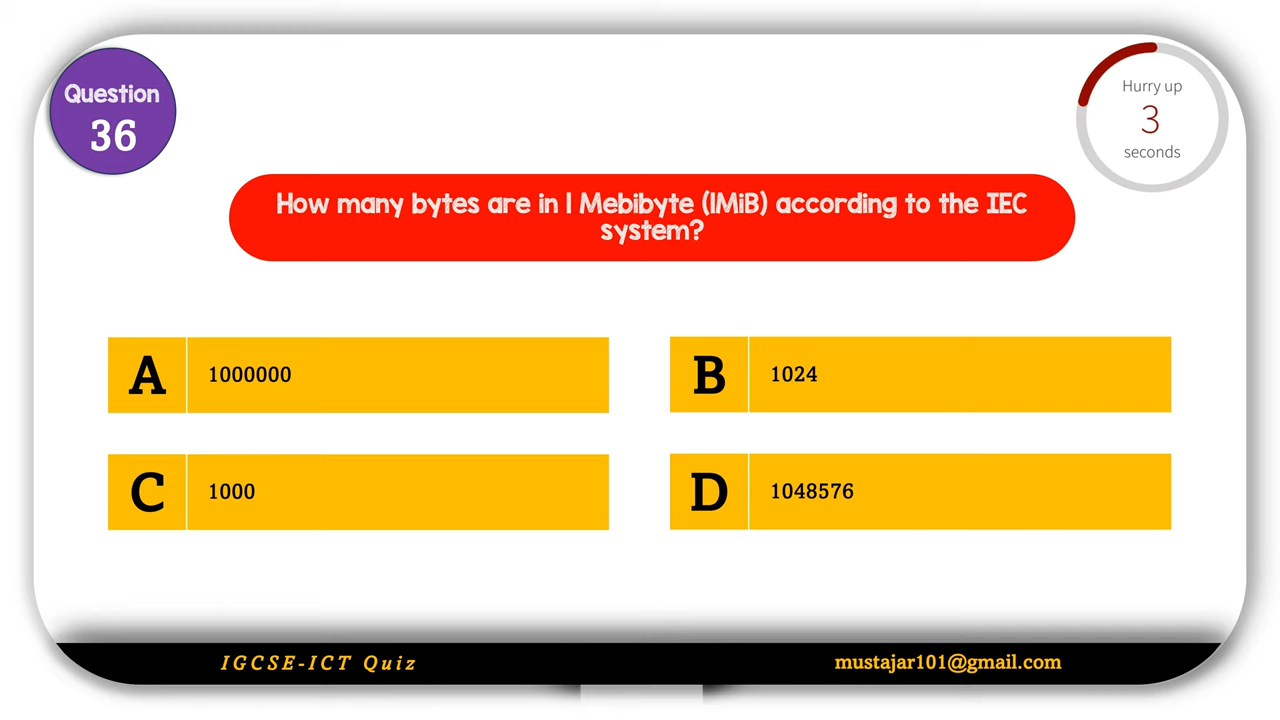 Question
36
Hurry up
3
seconds
How many bytes are in 1 Mebibyte (1MiB) according to the IEC
system?
A 1000000
B 1024
C 1000
D 1048576
IGCSE-ICT Quiz
mustajar101@gmail.com